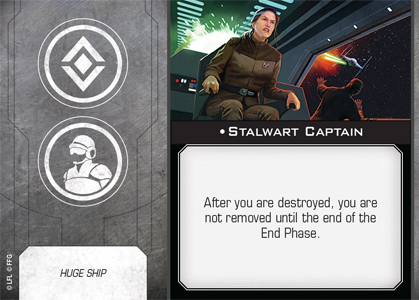 • STALWART CAPTAIN
After you are destroyed, you are
not removed until the end of the
End Phase.
HUGE SHIP
© LFL © FFG